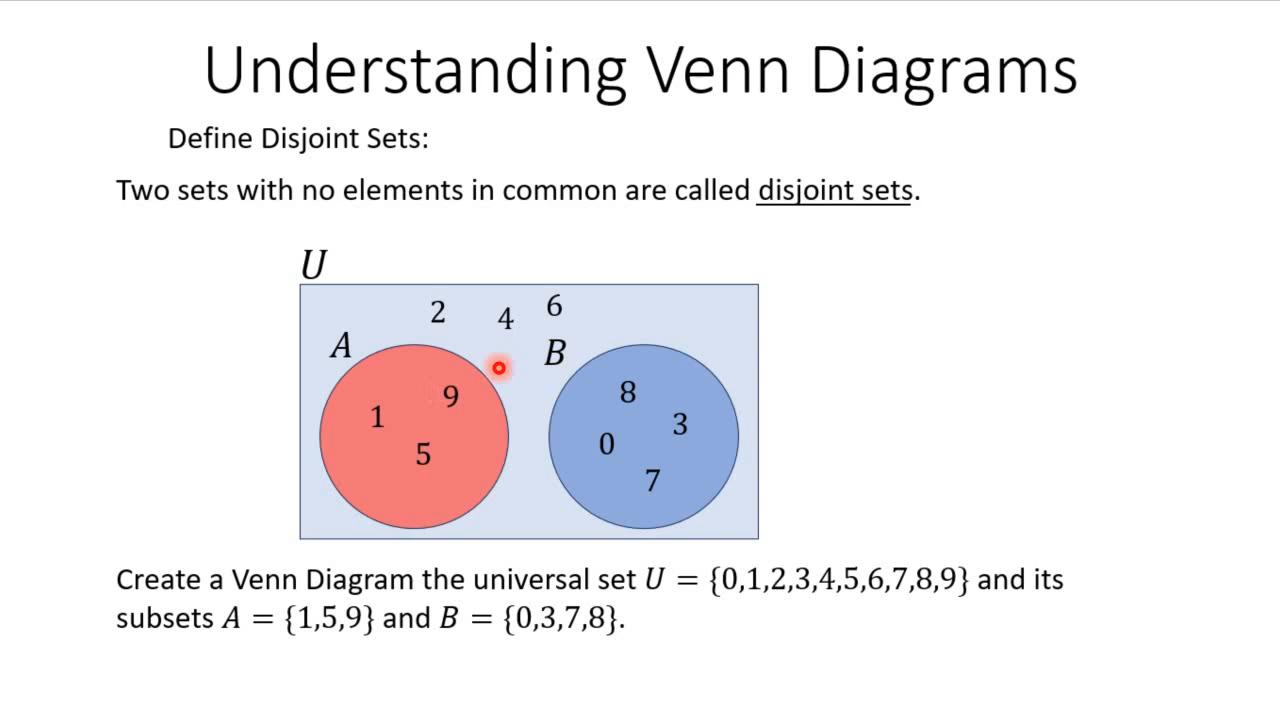 Understanding Venn Diagrams
Define Disjoint Sets:
Two sets with no elements in common are called disjoint sets.
U
2 4 6
A B
9 8
1 3
5 0
7
Create a Venn Diagram the universal set U = {0,1,2,3,4,5,6,7,8,9} and its
subsets A = {1,5,9} and B = {0,3,7,8}.